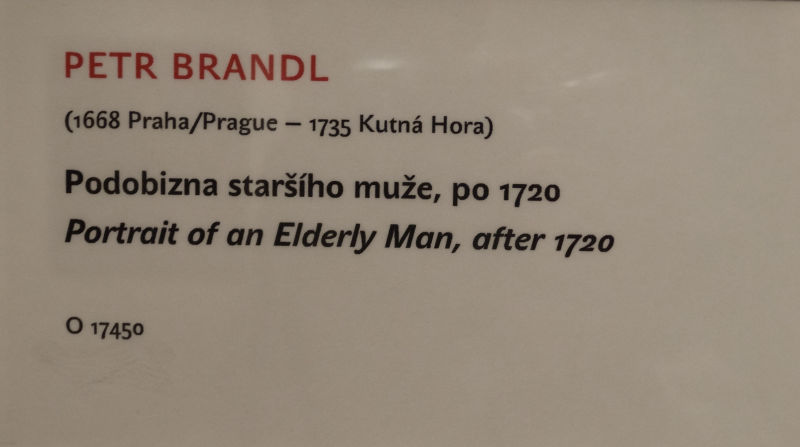 PETR BRANDL
(1668 Praha/Prague – 1735 Kutná Hora)
Podobizna staršího muže, po 1720
Portrait of an Elderly Man, after 1720
O 17450